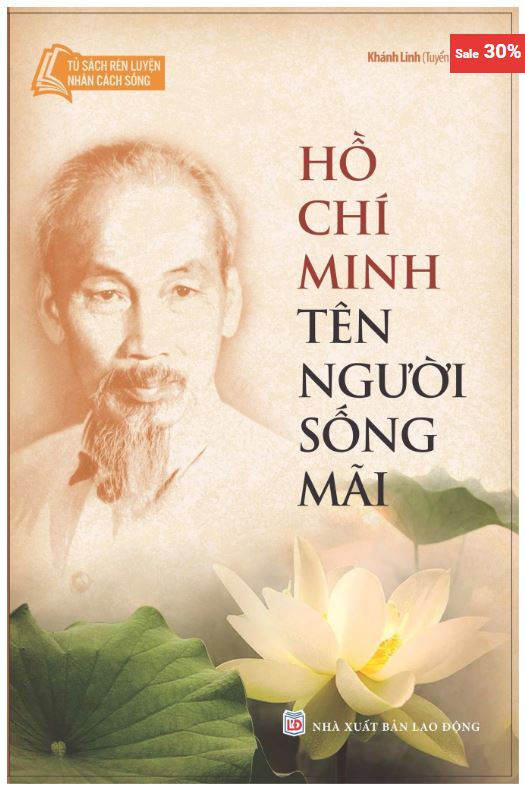 TỦ SÁCH RÈN LUYỆN
NHÂN CÁCH SỐNG
Khánh Linh (Tuyển
Sale 30%
HỒ
CHÍ
MINH
TÊN
NGƯỜI
SỐNG
MÃI
LĐ
NHÀ XUẤT BẢN LAO ĐỘNG